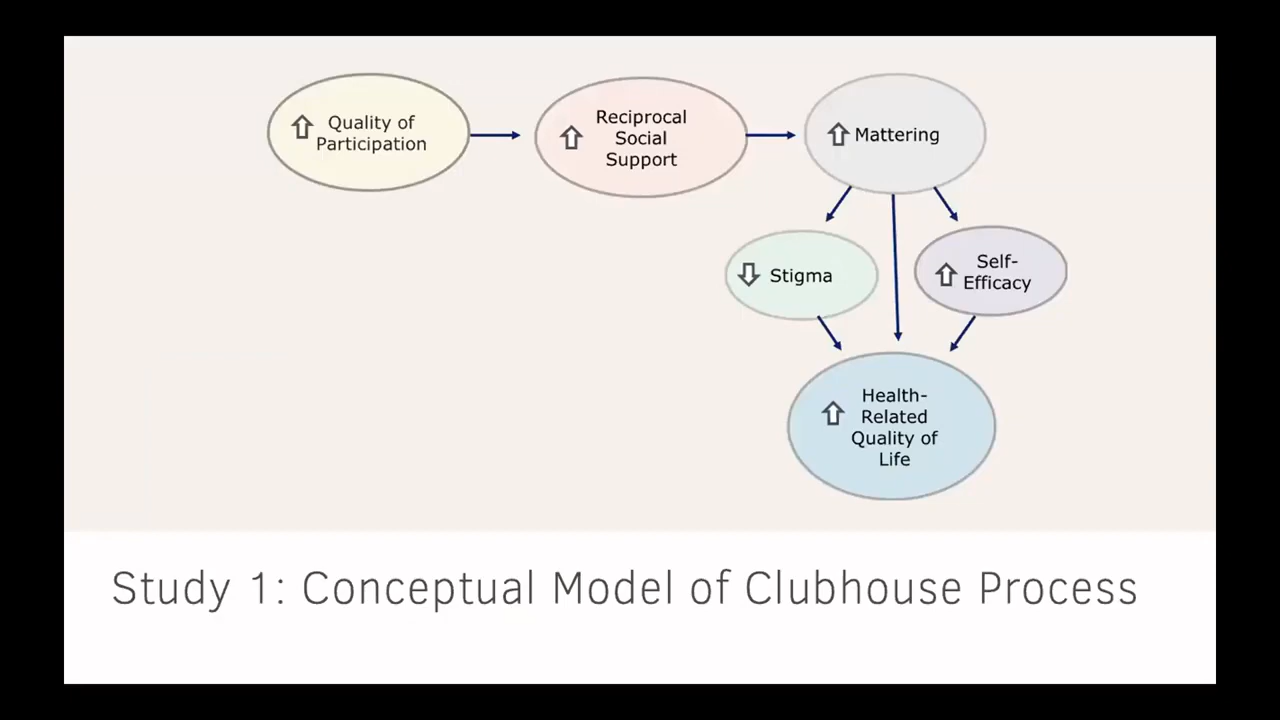 Quality of
Participation
Reciprocal
Social
Support
Mattering
Stigma
Self-
Efficacy
Health-
Related
Quality of
Life
Study 1: Conceptual Model of Clubhouse Process